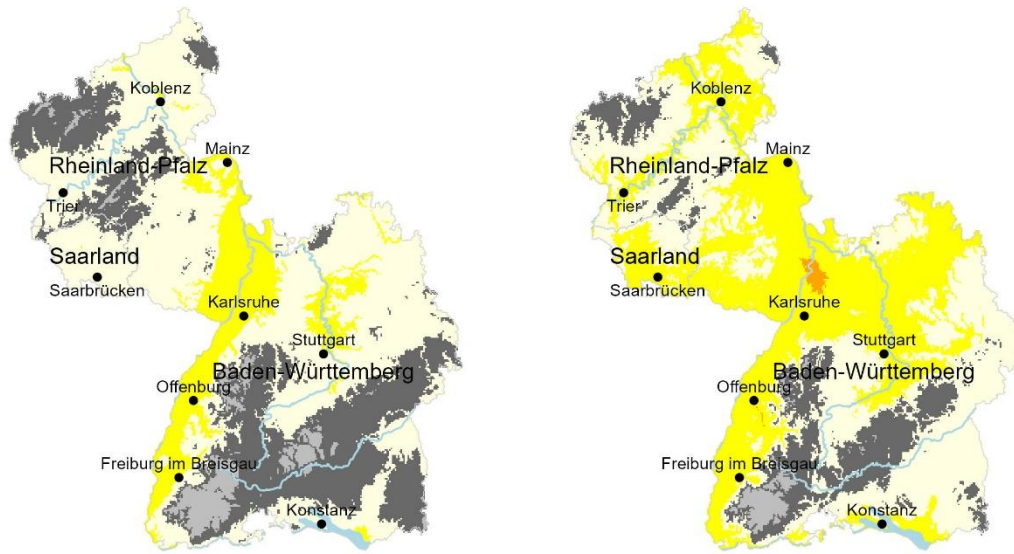 Koblenz
Mainz
Rheinland-Pfalz
Trier
Saarland
Saarbrücken
Karlsruhe
Stuttgart
Baden-Württemberg
Offenburg
Freiburg im Breisgau
Konstanz
Koblenz
Mainz
Rheinland-Pfalz
Trier
Saarland
Saarbrücken
Karlsruhe
Stuttgart
Baden-Württemberg
Offenburg
Freiburg im Breisgau
Konstanz